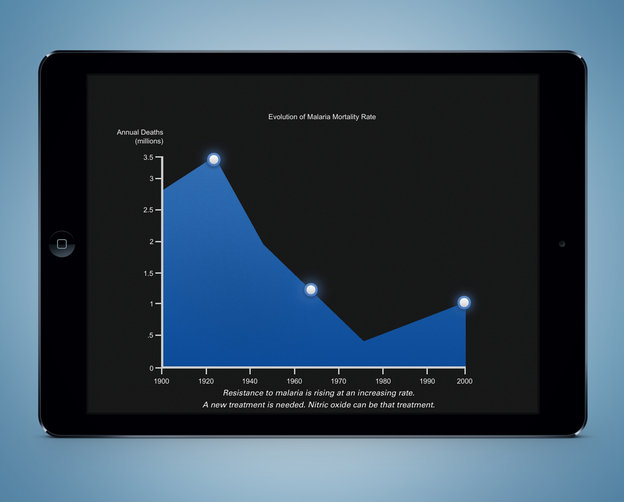 Evolution of Malaria Mortality Rate
Annual Deaths
(millions)
3.5
3
2.5
2
1.5
1
.5
0
1900 1920 1940 1960 1970 1980 1990 2000
Resistance to malaria is rising at an increasing rate.
A new treatment is needed. Nitric oxide can be that treatment.